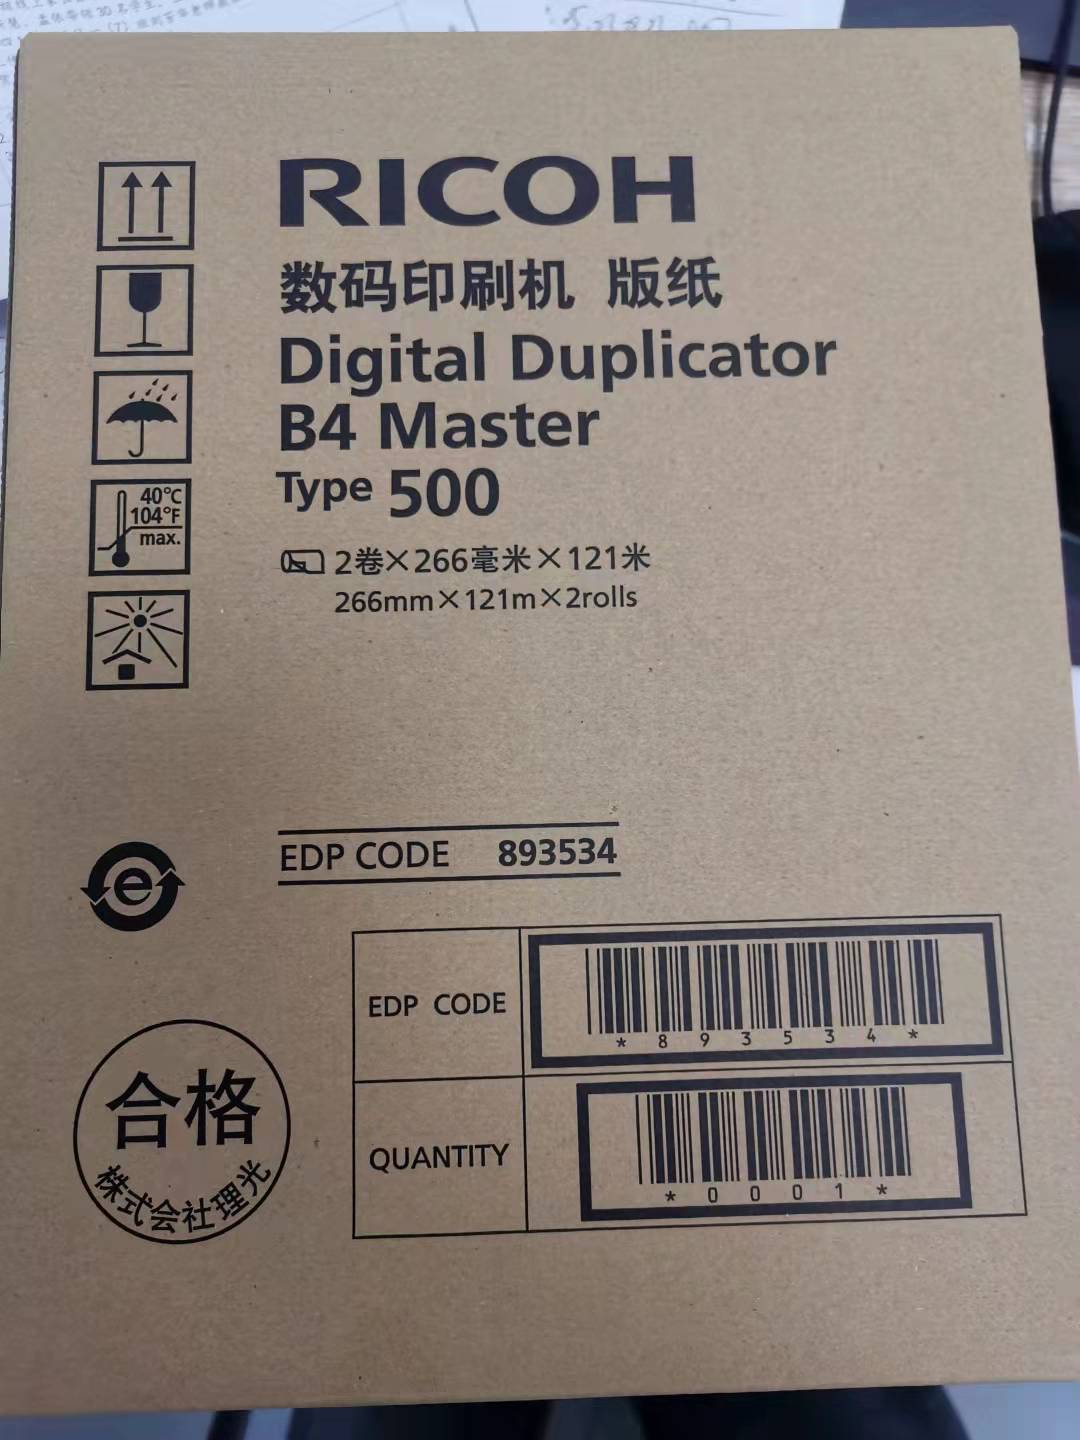 RICOH
数码印刷机 版纸
Digital Duplicator
B4 Master
Type 500
2卷×266毫米×121米
266mm×121m×2rolls
40°C
104°F
max.
EDP CODE 893534
e
EDP CODE
*893534*
QUANTITY
*0001*
合格
株式会社理光